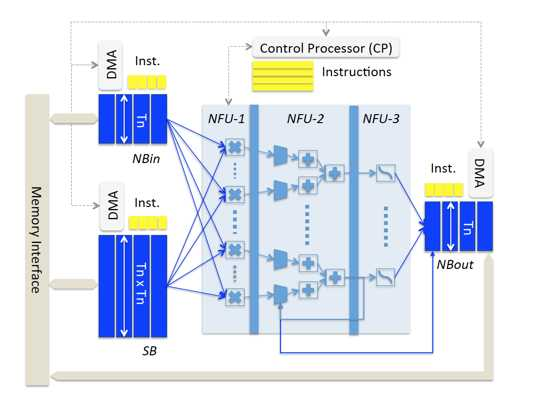 Control Processor (CP)
DMA
Inst.
Instructions
Tn
NBin
NFU-1
NFU-2
NFU-3
Memory Interface
DMA
Inst.
Tn x Tn
SB
Inst.
DMA
Tn
NBout